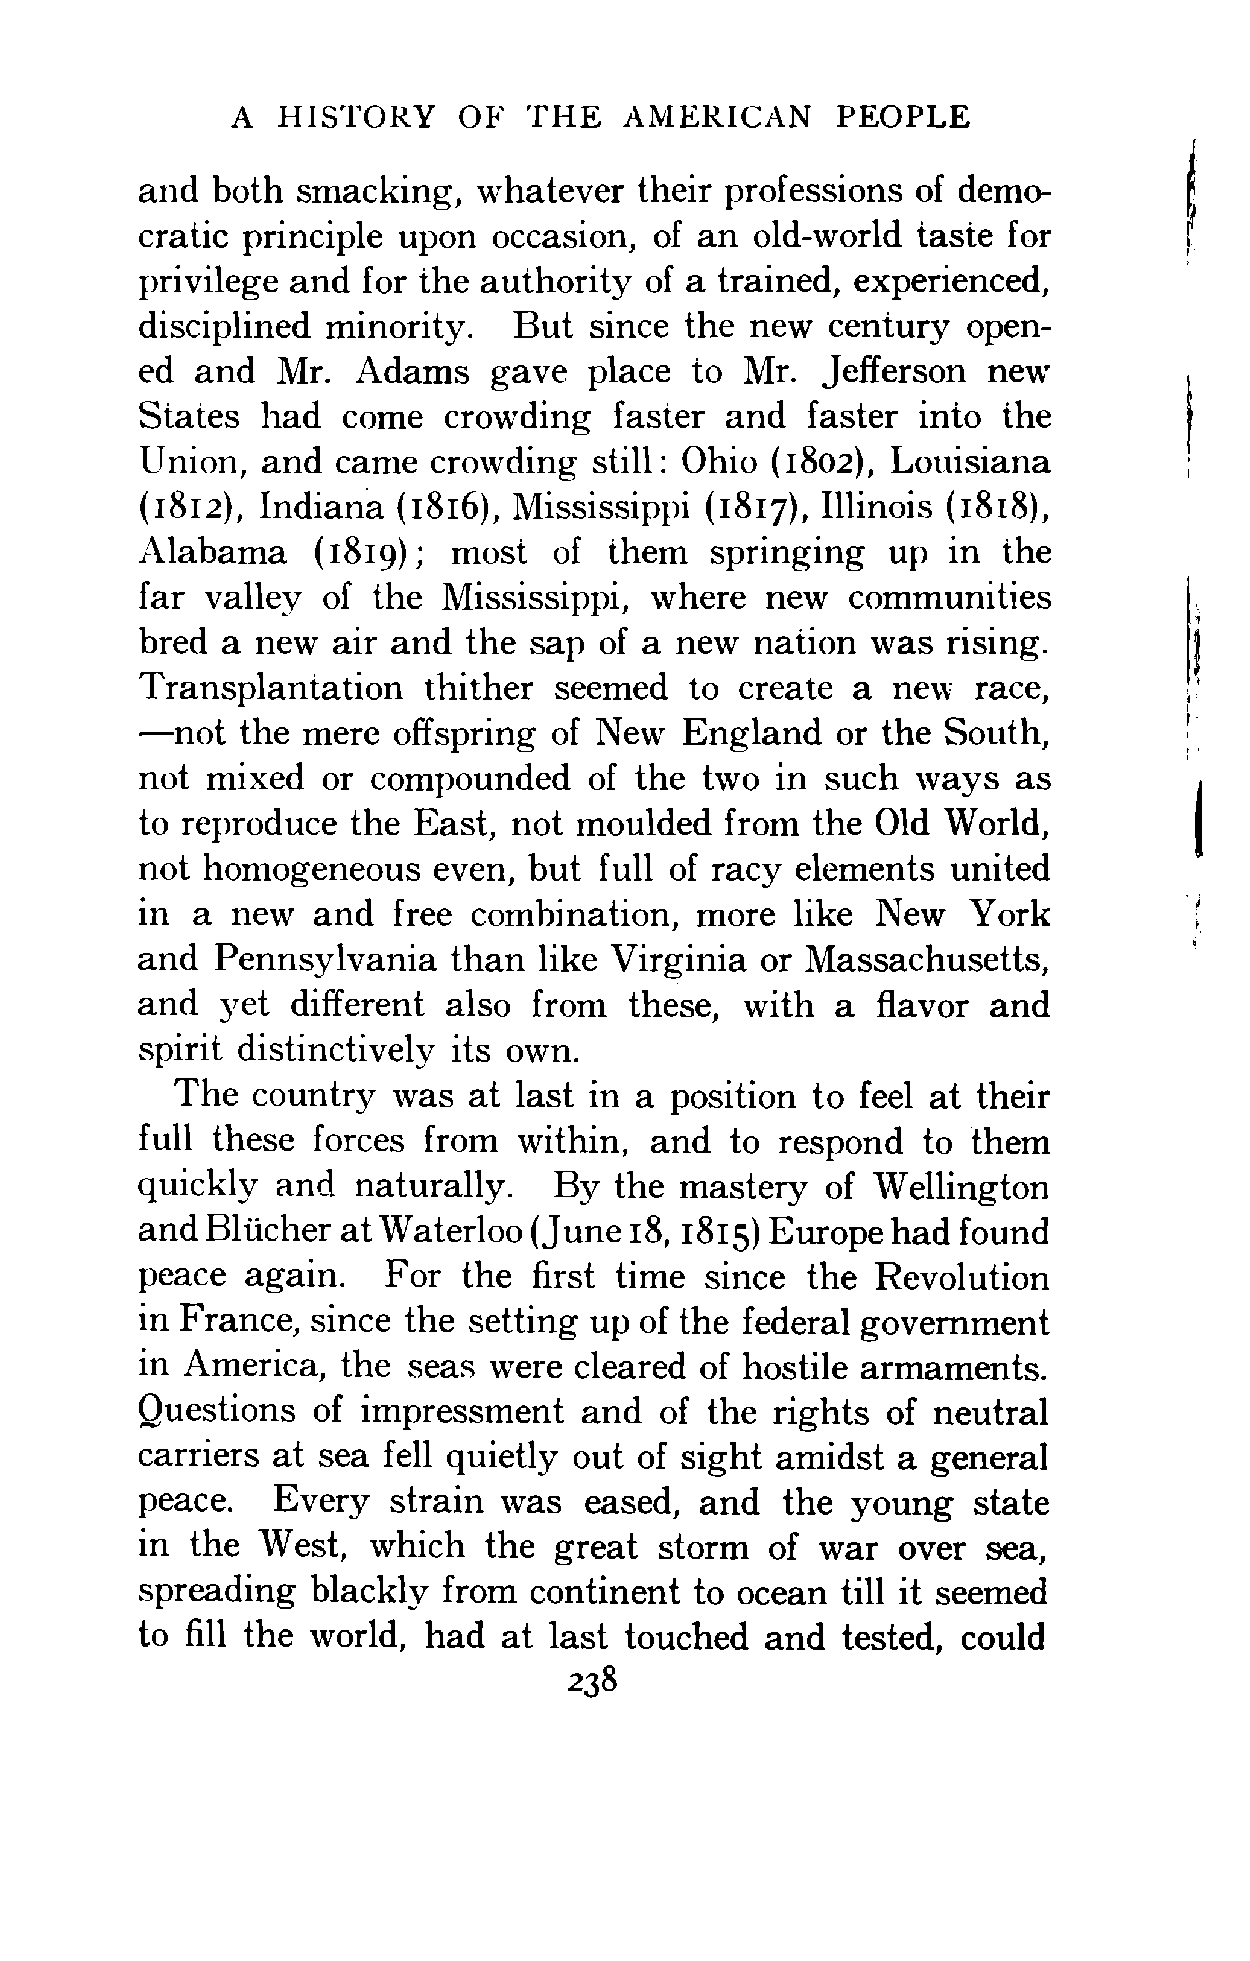 A HISTORY OF THE AMERICAN PEOPLE
and both smacking, whatever their professions of demo-
cratic principle upon occasion, of an old-world taste for
privilege and for the authority of a trained, experienced,
disciplined minority. But since the new century open-
ed and Mr. Adams gave place to Mr. Jefferson new
States had come crowding faster and faster into the
Union, and came crowding still: Ohio (1802), Louisiana
(1812), Indiana (1816), Mississippi (1817), Illinois (1818),
Alabama (1819); most of them springing up in the
far valley of the Mississippi, where new communities
bred a new air and the sap of a new nation was rising.
Transplantation thither seemed to create a new race,
—not the mere offspring of New England or the South,
not mixed or compounded of the two in such ways as
to reproduce the East, not moulded from the Old World,
not homogeneous even, but full of racy elements united
in a new and free combination, more like New York
and Pennsylvania than like Virginia or Massachusetts,
and yet different also from these, with a flavor and
spirit distinctively its own.
The country was at last in a position to feel at their
full these forces from within, and to respond to them
quickly and naturally. By the mastery of Wellington
and Blücher at Waterloo (June 18, 1815) Europe had found
peace again. For the first time since the Revolution
in France, since the setting up of the federal government
in America, the seas were cleared of hostile armaments.
Questions of impressment and of the rights of neutral
carriers at sea fell quietly out of sight amidst a general
peace. Every strain was eased, and the young state
in the West, which the great storm of war over sea,
spreading blackly from continent to ocean till it seemed
to fill the world, had at last touched and tested, could
238